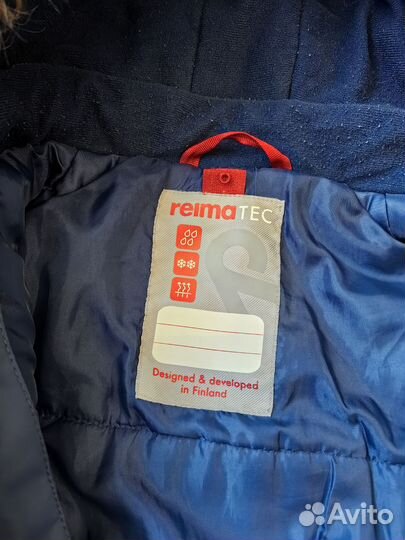 reimaTEC
Designed & developed
in Finland
Avito